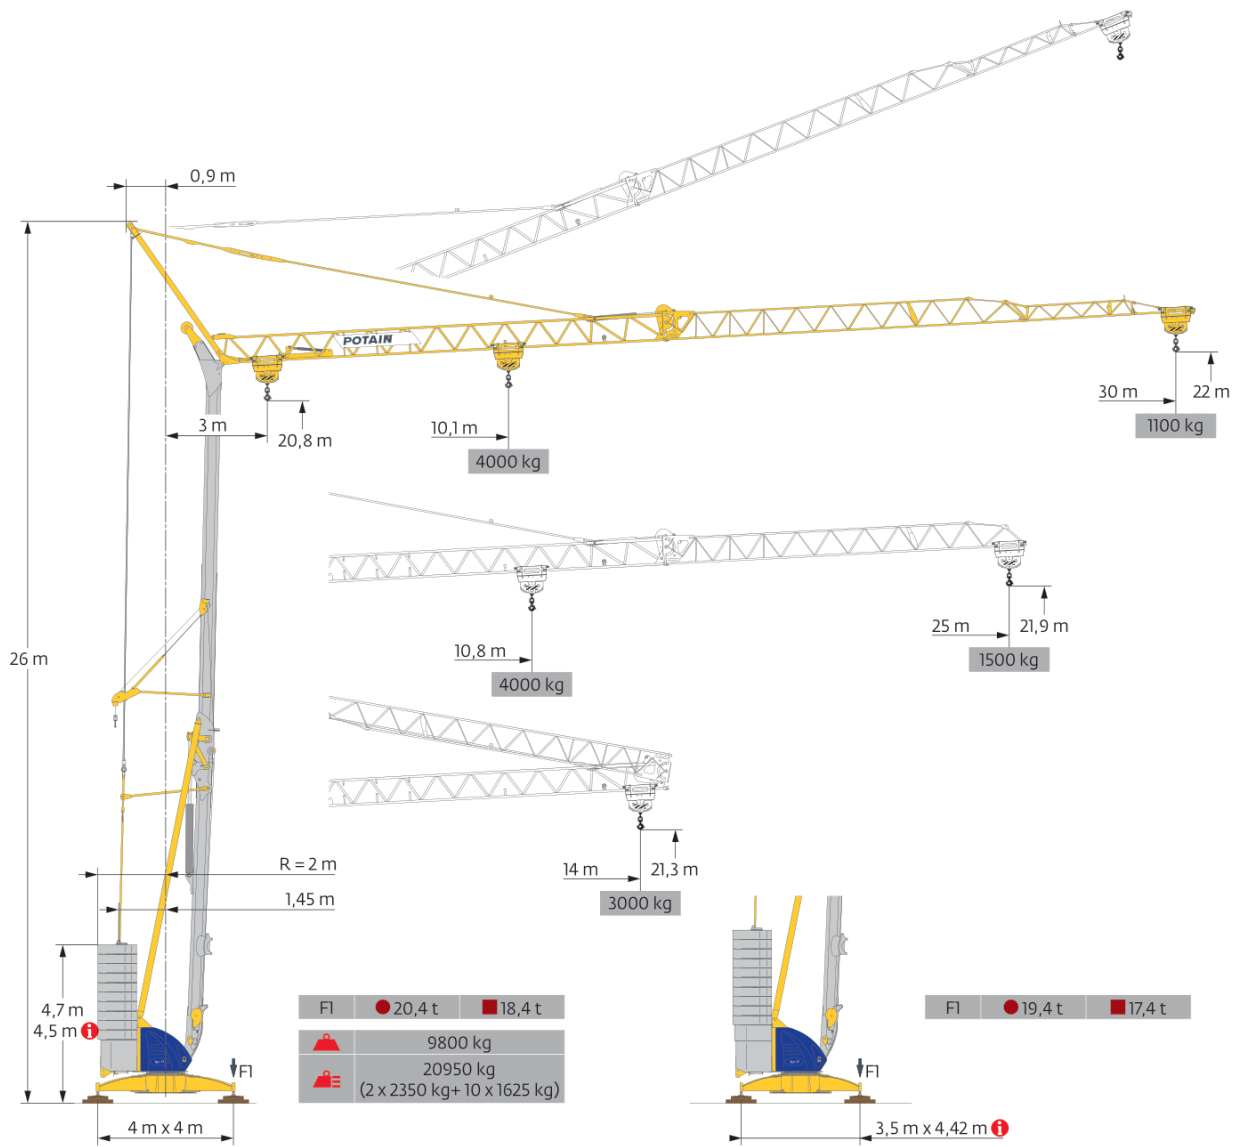 0,9 m
POTAIN
3 m
20,8 m
10,1 m
4000 kg
30 m
22 m
1100 kg
26 m
10,8 m
4000 kg
25 m
21,9 m
1500 kg
R = 2 m
14 m
21,3 m
3000 kg
1,45 m
4,7 m
4,5 m i
F1 20,4 t 18,4 t
9800 kg
20950 kg
(2 x 2350 kg+ 10 x 1625 kg)
F1
4 m x 4 m
F1 19,4 t 17,4 t
F1
3,5 m x 4,42 m i